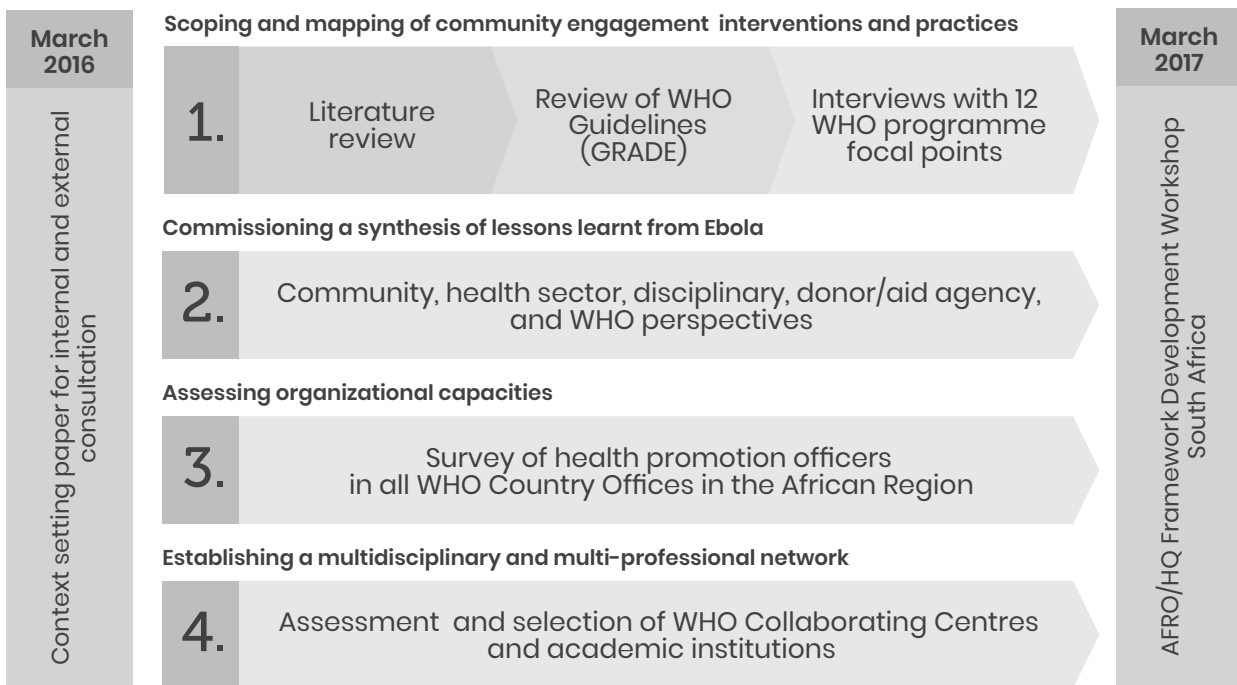 March
2016
Context setting paper for internal and external
consultation
Scoping and mapping of community engagement interventions and practices
1.
Literature
review
Review of WHO
Guidelines
(GRADE)
Interviews with 12
WHO programme
focal points
Commissioning a synthesis of lessons learnt from Ebola
2.
Community, health sector, disciplinary, donor/aid agency,
and WHO perspectives
Assessing organizational capacities
3.
Survey of health promotion officers
in all WHO Country Offices in the African Region
Establishing a multidisciplinary and multi-professional network
4.
Assessment and selection of WHO Collaborating Centres
and academic institutions
March
2017
AFRO/HQ Framework Development Workshop
South Africa